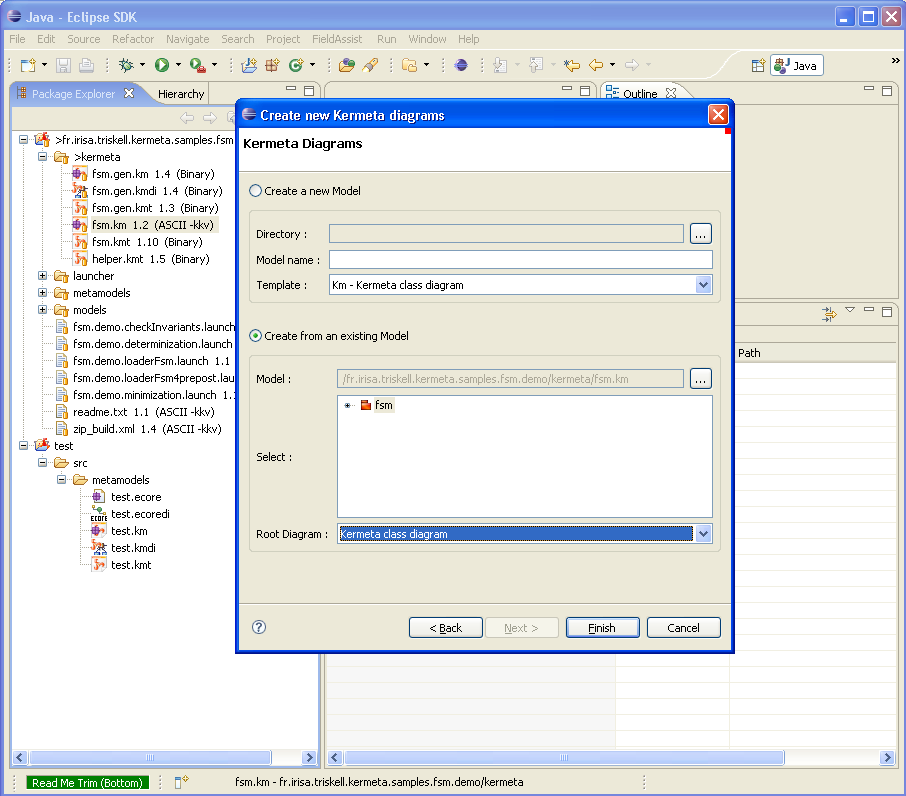 Java - Eclipse SDK
File Edit Source Refactor Navigate Search Project FieldAssist Run Window Help
Java
Package Explorer Hierarchy
Outline
>fr.irisa.triskell.kermeta.samples.fsm
>kermeta
fsm.gen.km 1.4 (Binary)
fsm.gen.kmdi 1.4 (Binary)
fsm.gen.kmt 1.3 (Binary)
fsm.km 1.2 (ASCII -kkv)
fsm.kmt 1.10 (Binary)
helper.kmt 1.5 (Binary)
launcher
metamodels
models
fsm.demo.checkInvariants.launch
fsm.demo.determinization.launch
fsm.demo.loaderFsm.launch 1.1
fsm.demo.loaderFsm4prepost.lau
fsm.demo.minimization.launch 1.
readme.txt 1.1 (ASCII -kkv)
zip_build.xml 1.4 (ASCII -kkv)
test
src
metamodels
test.ecore
test.ecoredi
test.km
test.kmdi
test.kmt
Create new Kermeta diagrams
Kermeta Diagrams
Create a new Model
Directory :
...
Model name :
Template : Km - Kermeta class diagram
Create from an existing Model
Model : /fr.irisa.triskell.kermeta.samples.fsm.demo/kermeta/fsm.km
...
fsm
Select :
Root Diagram : Kermeta class diagram
< Back Next > Finish Cancel
Path
Read Me Trim (Bottom)
fsm.km - fr.irisa.triskell.kermeta.samples.fsm.demo/kermeta